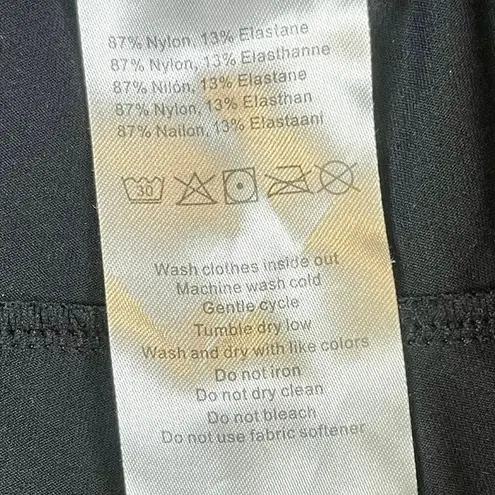 87% Nylon, 13% Elastane
87% Nylon, 13% Elasthanne
87% Nilón, 13% Elastane
87% Nylon, 13% Elasthan
87% Nailon, 13% Elastaani
30
Wash clothes inside out
Machine wash cold
Gentle cycle
Tumble dry low
Wash and dry with like colors
Do not iron
Do not dry clean
Do not bleach
Do not use fabric softener